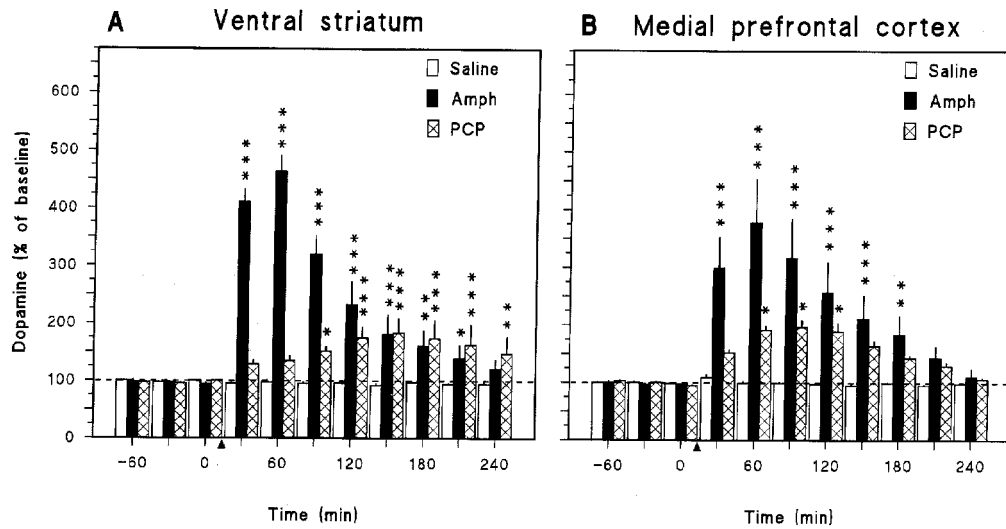 A Ventral striatum
Saline
Amph
PCP
Dopamine (% of baseline)
600
500
400
300
200
100
0
-60 0 60 120 180 240
Time (min)
***
***
***
***
***
*
***
***
**
***
*
***
**
B Medial prefrontal cortex
Saline
Amph
PCP
-60 0 60 120 180 240
Time (min)
***
***
*
***
*
***
*
***
**